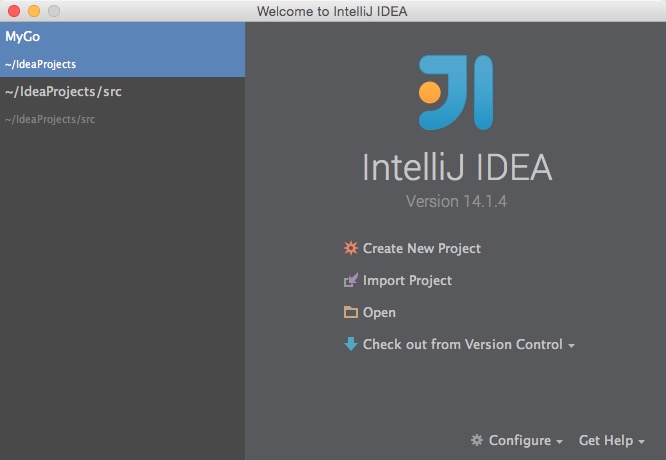 Welcome to IntelliJ IDEA
MyGo
~/IdeaProjects
~/IdeaProjects/src
~/IdeaProjects/src
IntelliJ IDEA
Version 14.1.4
Create New Project
Import Project
Open
Check out from Version Control
Configure
Get Help